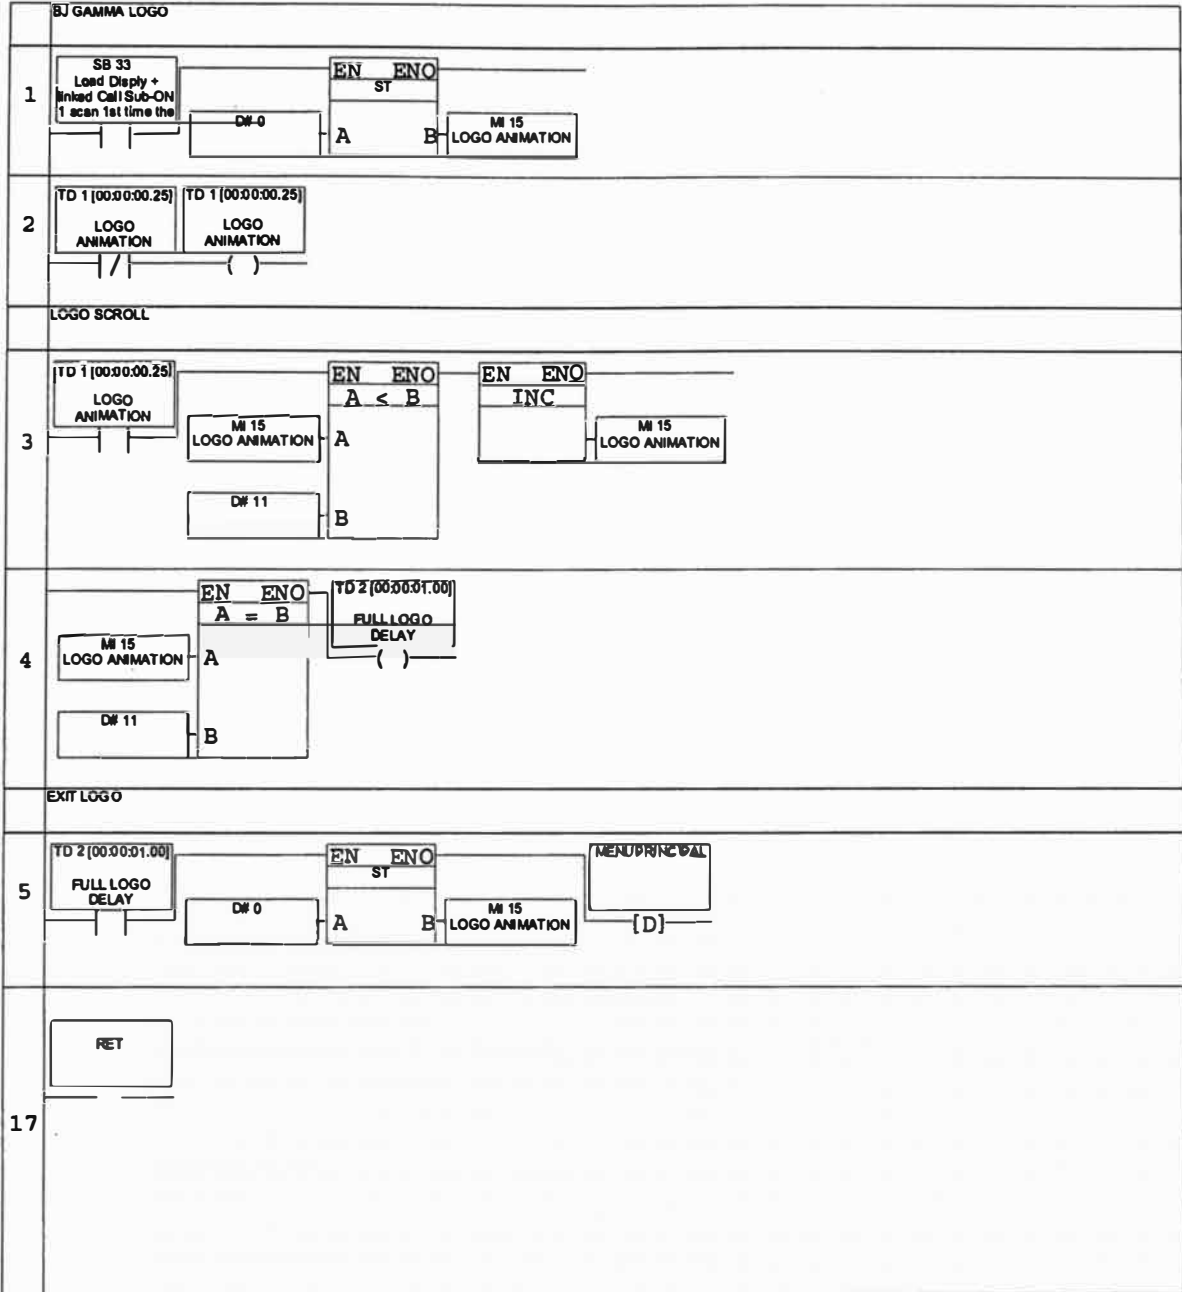 BJ GAMMA LOGO
1
SB 33
Load Disply +
linked Call Sub-ON
1 scan 1st time the
EN ENO
ST
D# 0
A B
MI 15
LOGO ANIMATION
2
TD 1 [00:00:00.25]
LOGO
ANIMATION
TD 1 [00:00:00.25]
LOGO
ANIMATION
LOGO SCROLL
3
TD 1 [00:00:00.25]
LOGO
ANIMATION
EN ENO
A < B
MI 15
LOGO ANIMATION
A
D# 11
B
EN ENO
INC
MI 15
LOGO ANIMATION
4
EN ENO
A = B
MI 15
LOGO ANIMATION
A
D# 11
B
TD 2 [00:00:01.00]
FULL LOGO
DELAY
EXIT LOGO
5
TD 2 [00:00:01.00]
FULL LOGO
DELAY
EN ENO
ST
D# 0
A B
MI 15
LOGO ANIMATION
MENU PRINCIPAL
[D]
17
RET